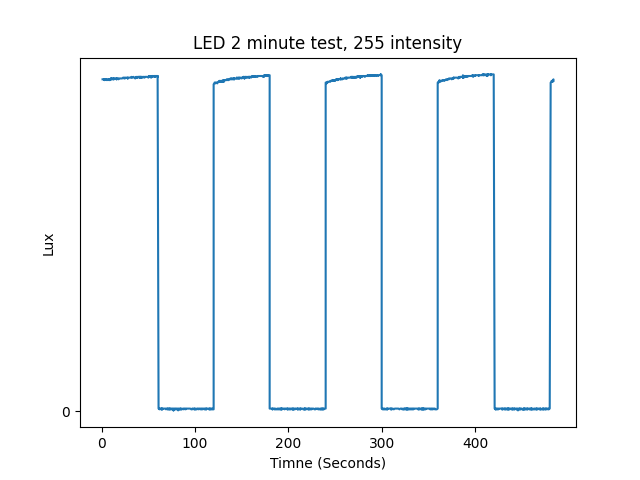 LED 2 minute test, 255 intensity
Lux
0
0 100 200 300 400
Timne (Seconds)